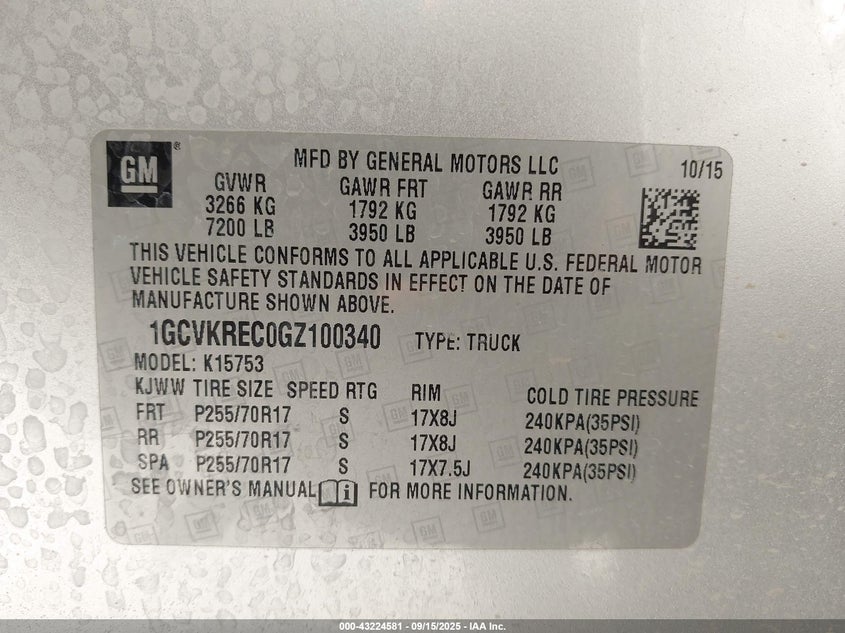 GM ® MFD BY GENERAL MOTORS LLC 10/15
GVWR GAWR FRT GAWR RR
3266 KG 1792 KG 1792 KG
7200 LB 3950 LB 3950 LB
THIS VEHICLE CONFORMS TO ALL APPLICABLE U.S. FEDERAL MOTOR
VEHICLE SAFETY STANDARDS IN EFFECT ON THE DATE OF
MANUFACTURE SHOWN ABOVE.
1GCVKREC0GZ100340 TYPE: TRUCK
MODEL: K15753
KJWW TIRE SIZE SPEED RTG RIM COLD TIRE PRESSURE
FRT P255/70R17 S 17X8J 240KPA(35PSI)
RR P255/70R17 S 17X8J 240KPA(35PSI)
SPA P255/70R17 S 17X7.5J 240KPA(35PSI)
SEE OWNER'S MANUAL FOR MORE INFORMATION.
000-43224581 - 09/15/2025 - IAA Inc.